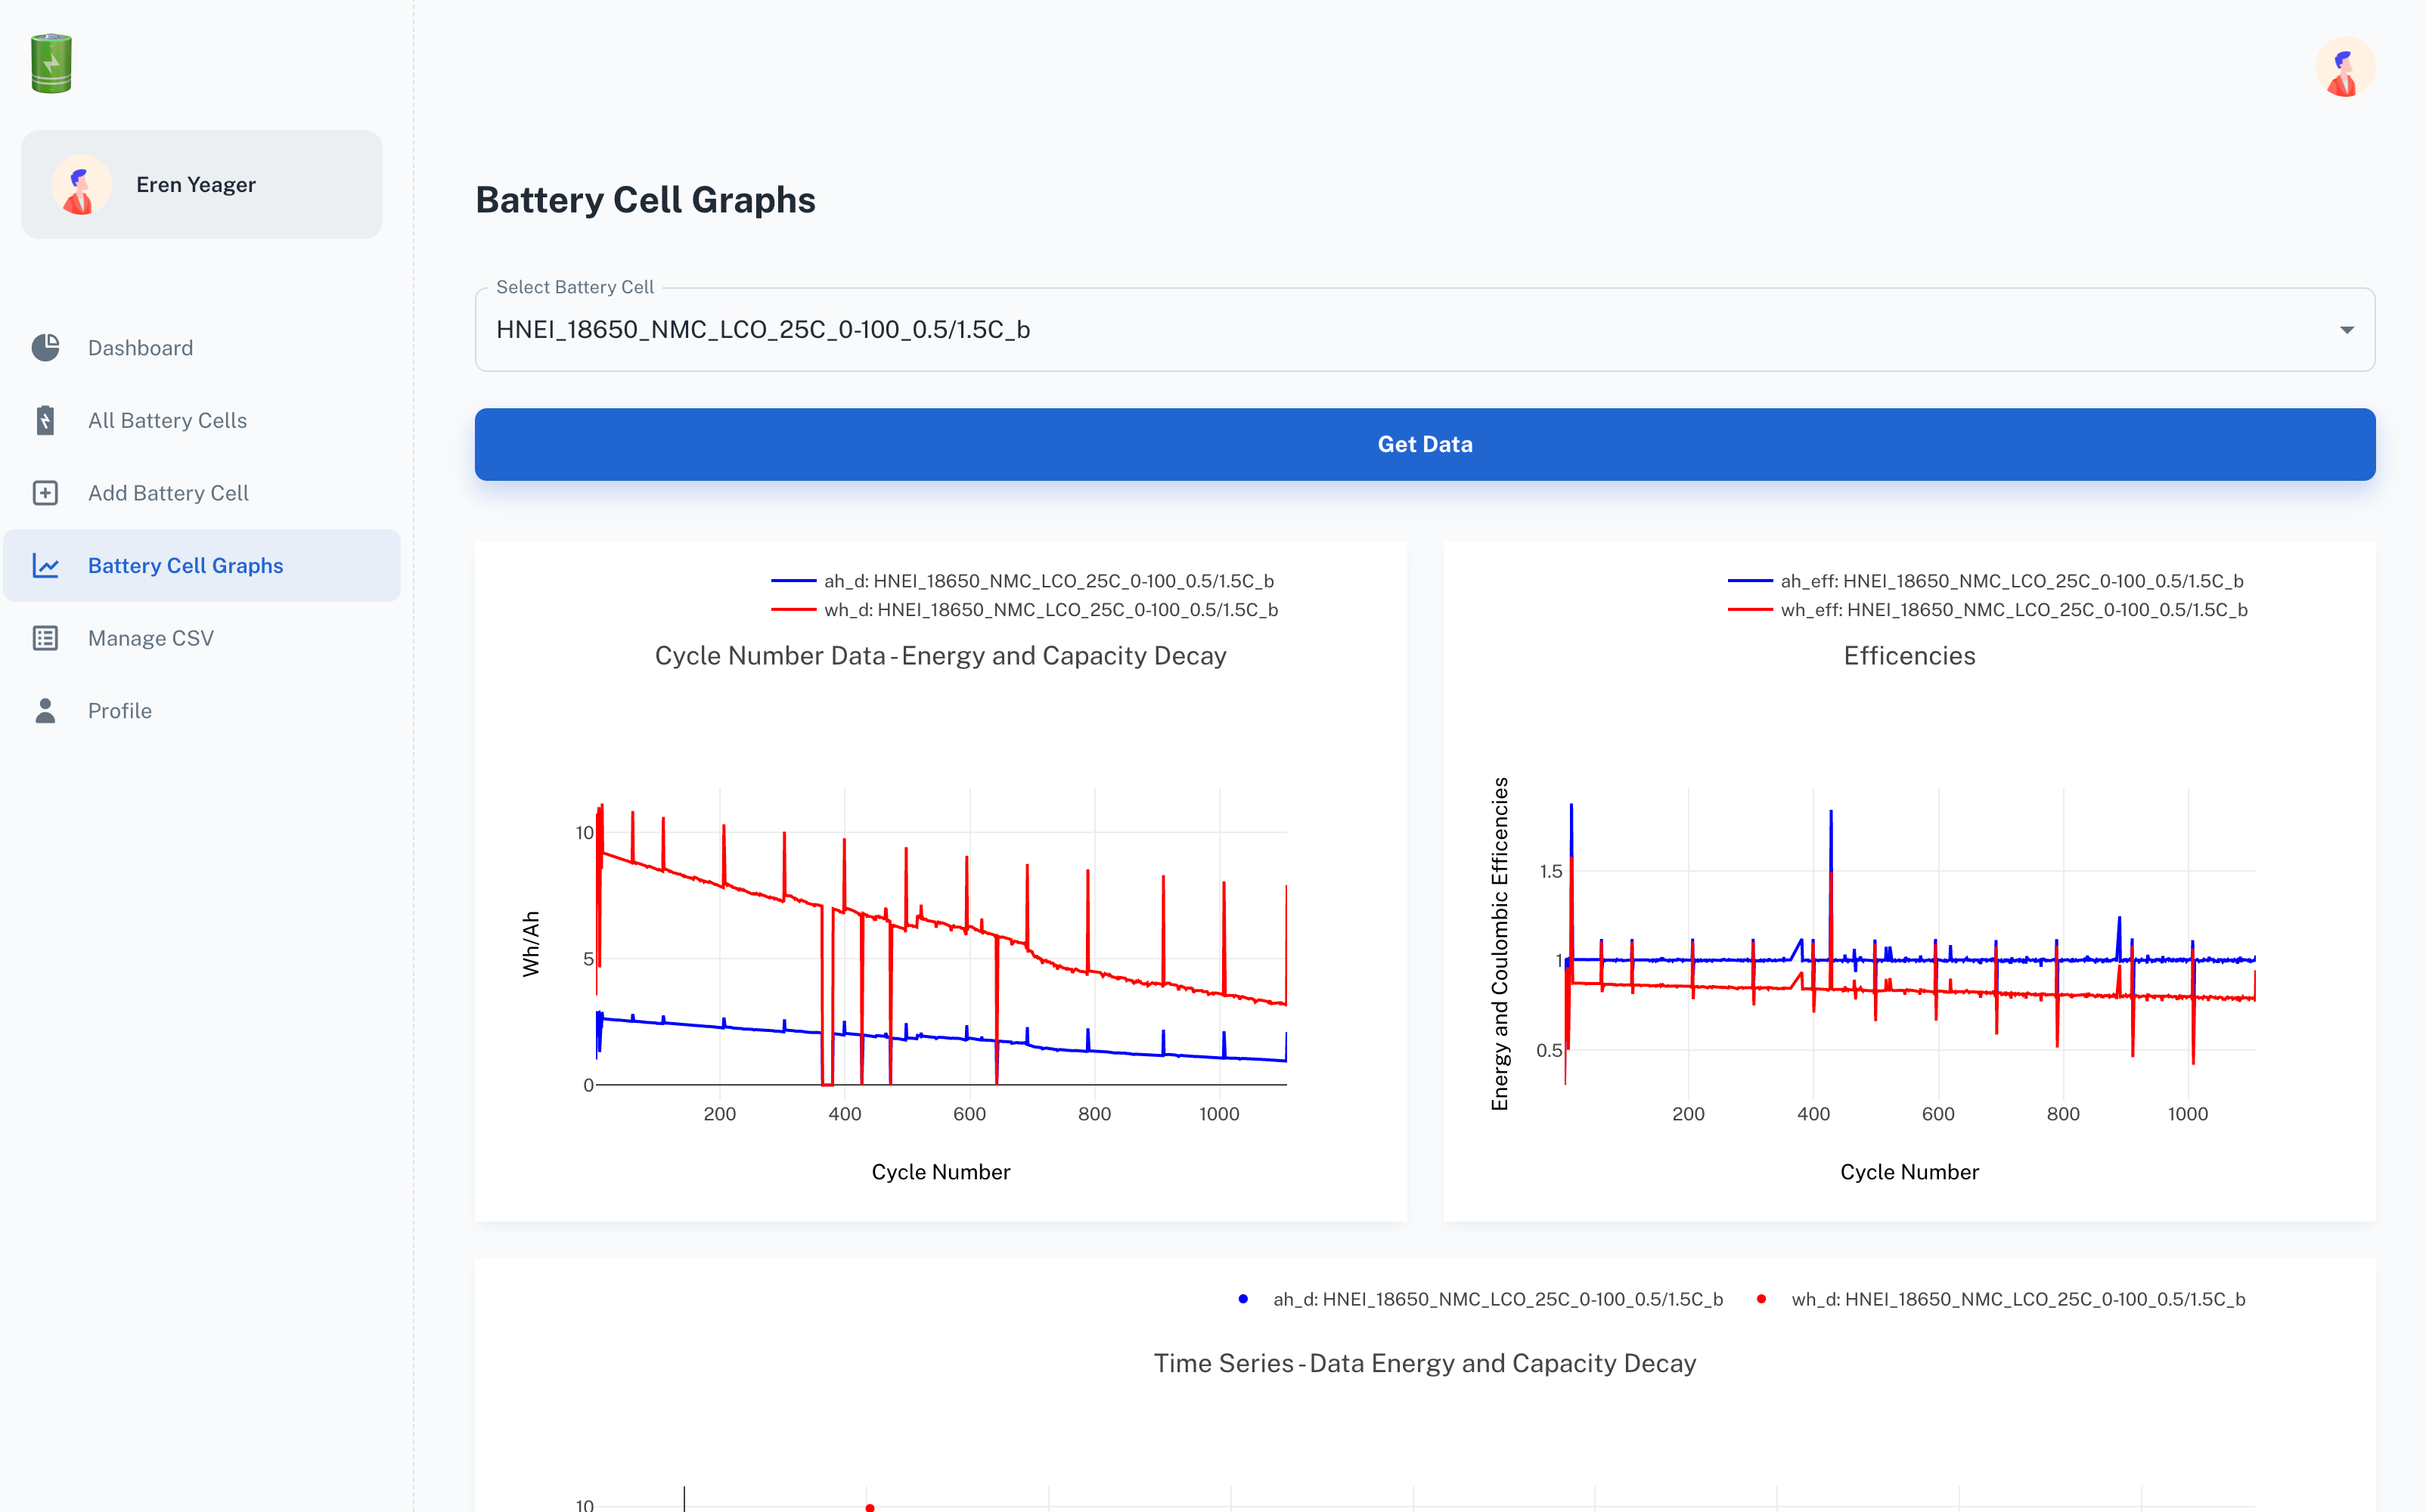 Eren Yeager
Dashboard
All Battery Cells
Add Battery Cell
Battery Cell Graphs
Manage CSV
Profile
Battery Cell Graphs
Select Battery Cell
HNEI_18650_NMC_LCO_25C_0-100_0.5/1.5C_b
Get Data
ah_d: HNEI_18650_NMC_LCO_25C_0-100_0.5/1.5C_b
wh_d: HNEI_18650_NMC_LCO_25C_0-100_0.5/1.5C_b
Cycle Number Data - Energy and Capacity Decay
Wh/Ah
10
5
0
200 400 600 800 1000
Cycle Number
ah_eff: HNEI_18650_NMC_LCO_25C_0-100_0.5/1.5C_b
wh_eff: HNEI_18650_NMC_LCO_25C_0-100_0.5/1.5C_b
Efficencies
Energy and Coulombic Efficencies
1.5
1
0.5
200 400 600 800 1000
Cycle Number
ah_d: HNEI_18650_NMC_LCO_25C_0-100_0.5/1.5C_b wh_d: HNEI_18650_NMC_LCO_25C_0-100_0.5/1.5C_b
Time Series - Data Energy and Capacity Decay
10